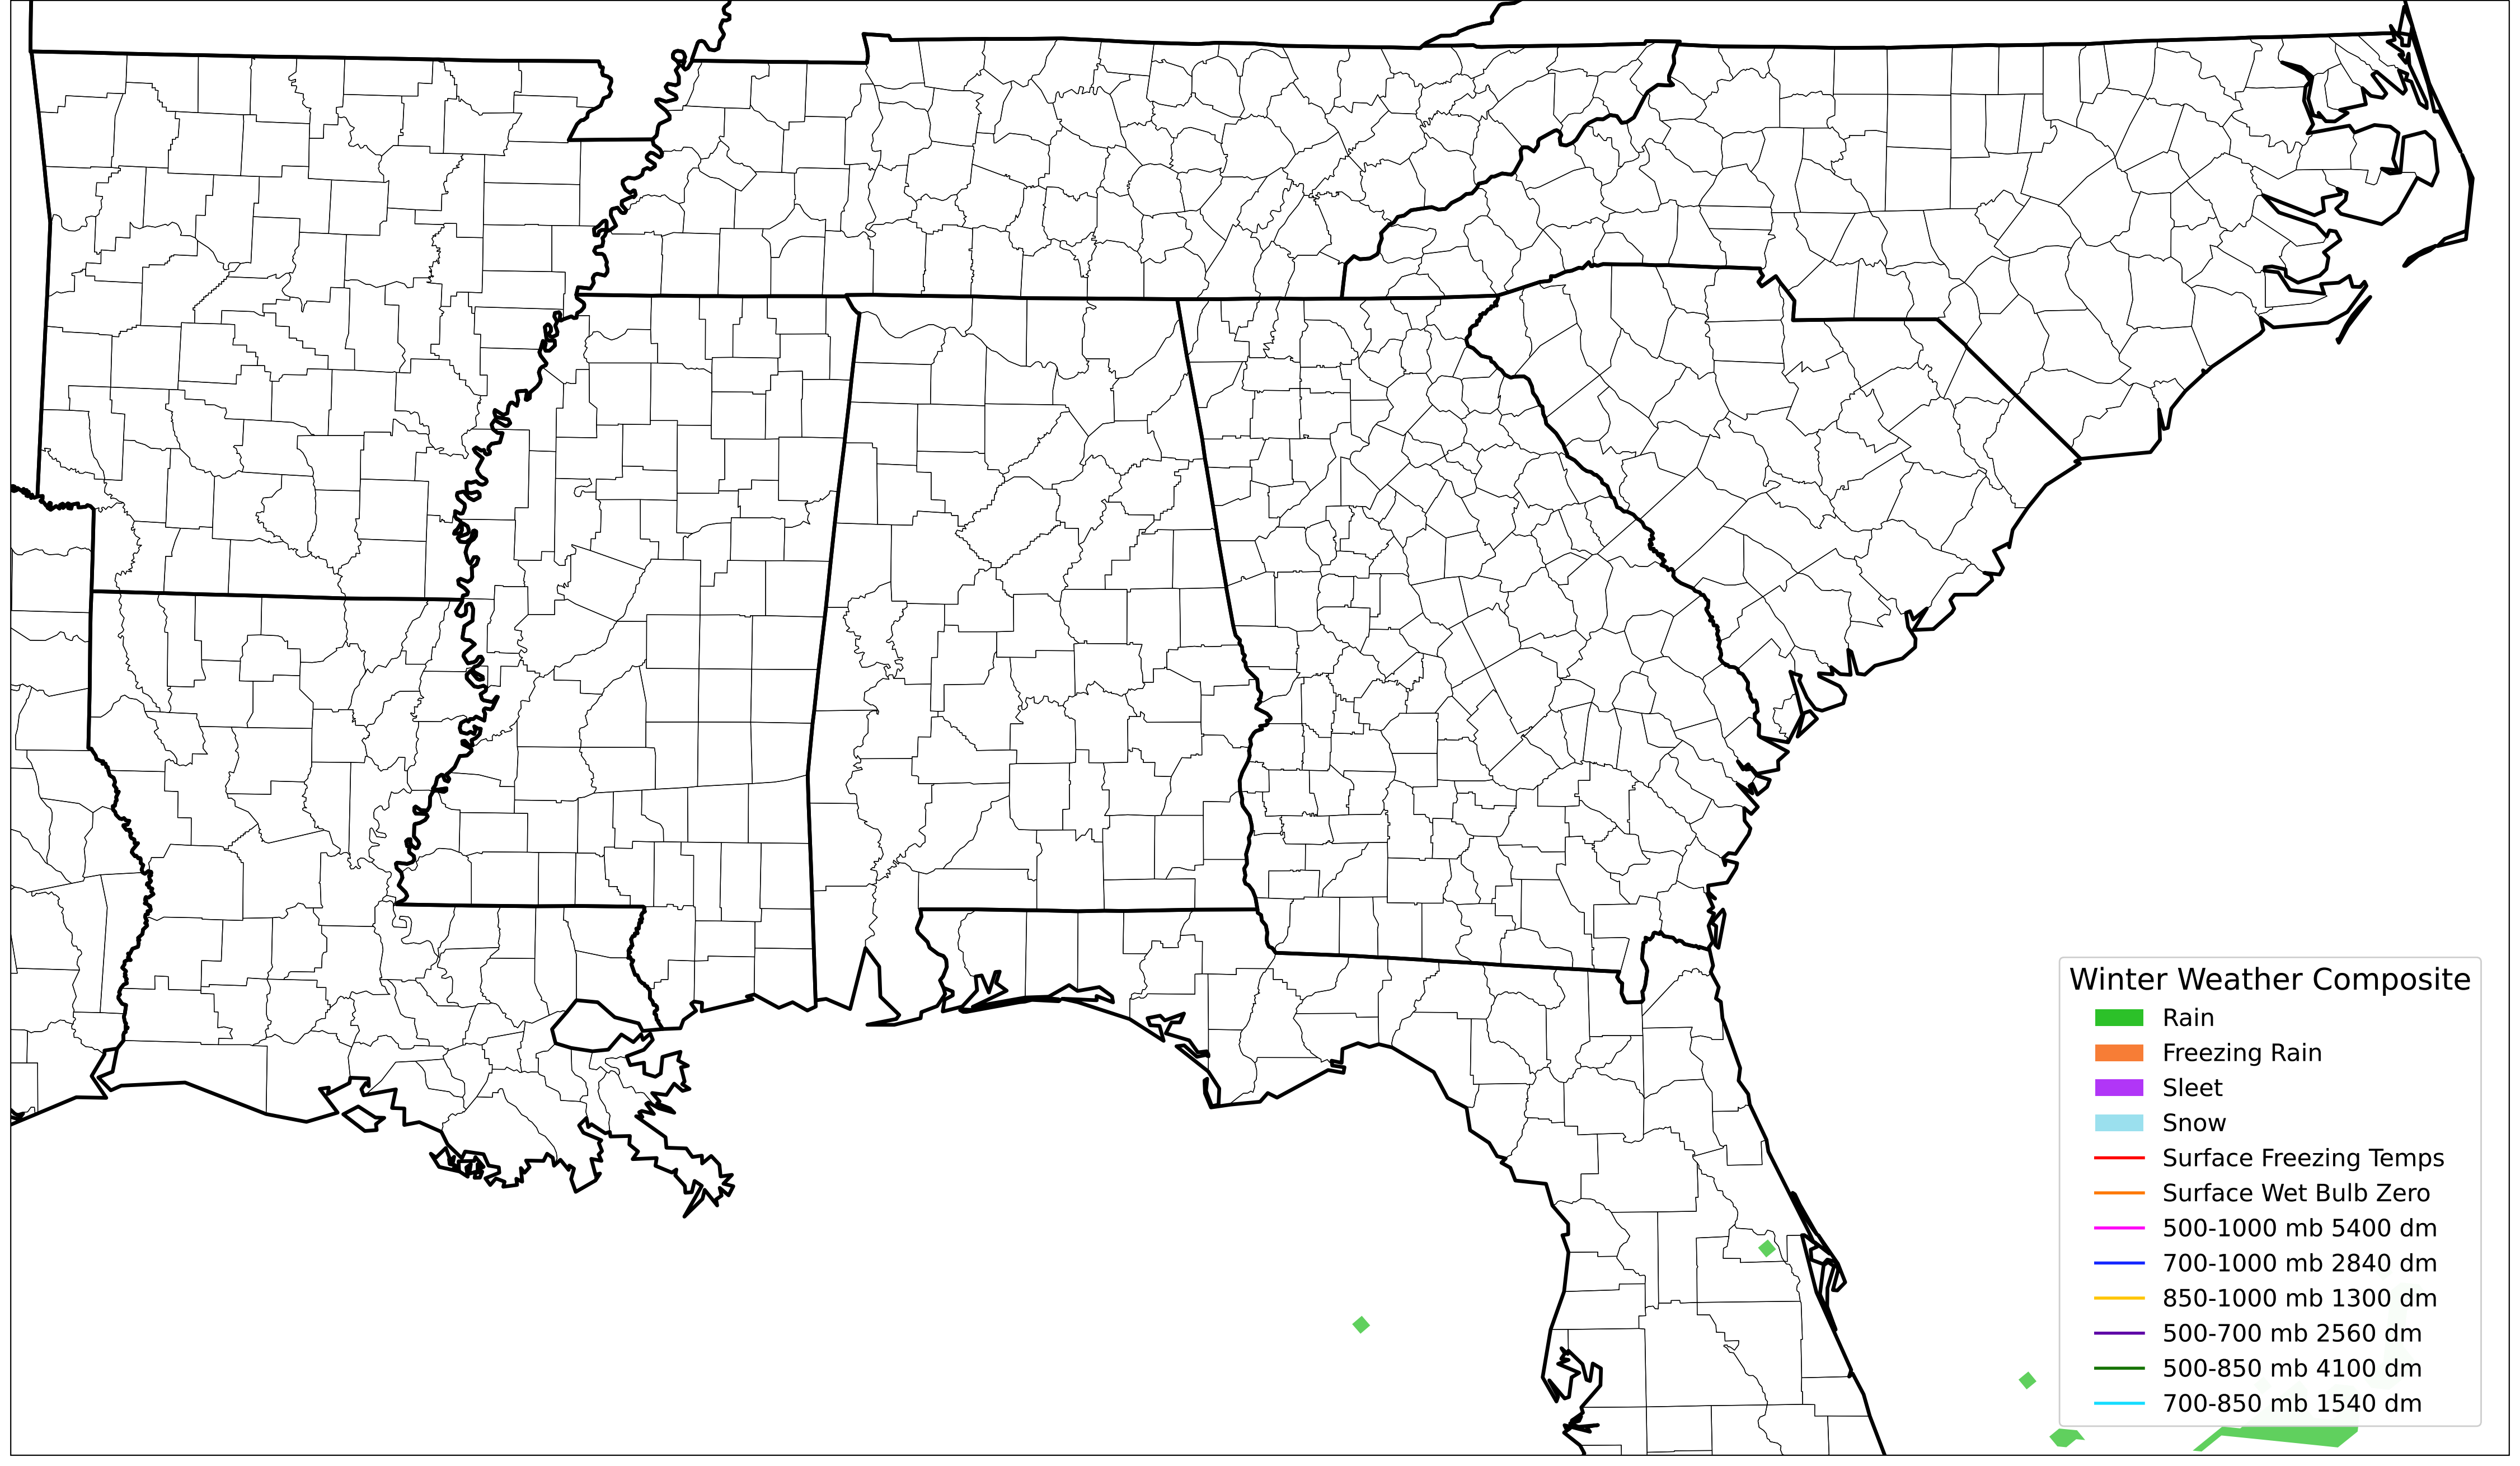 Winter Weather Composite
Rain
Freezing Rain
Sleet
Snow
Surface Freezing Temps
Surface Wet Bulb Zero
500-1000 mb 5400 dm
700-1000 mb 2840 dm
850-1000 mb 1300 dm
500-700 mb 2560 dm
500-850 mb 4100 dm
700-850 mb 1540 dm